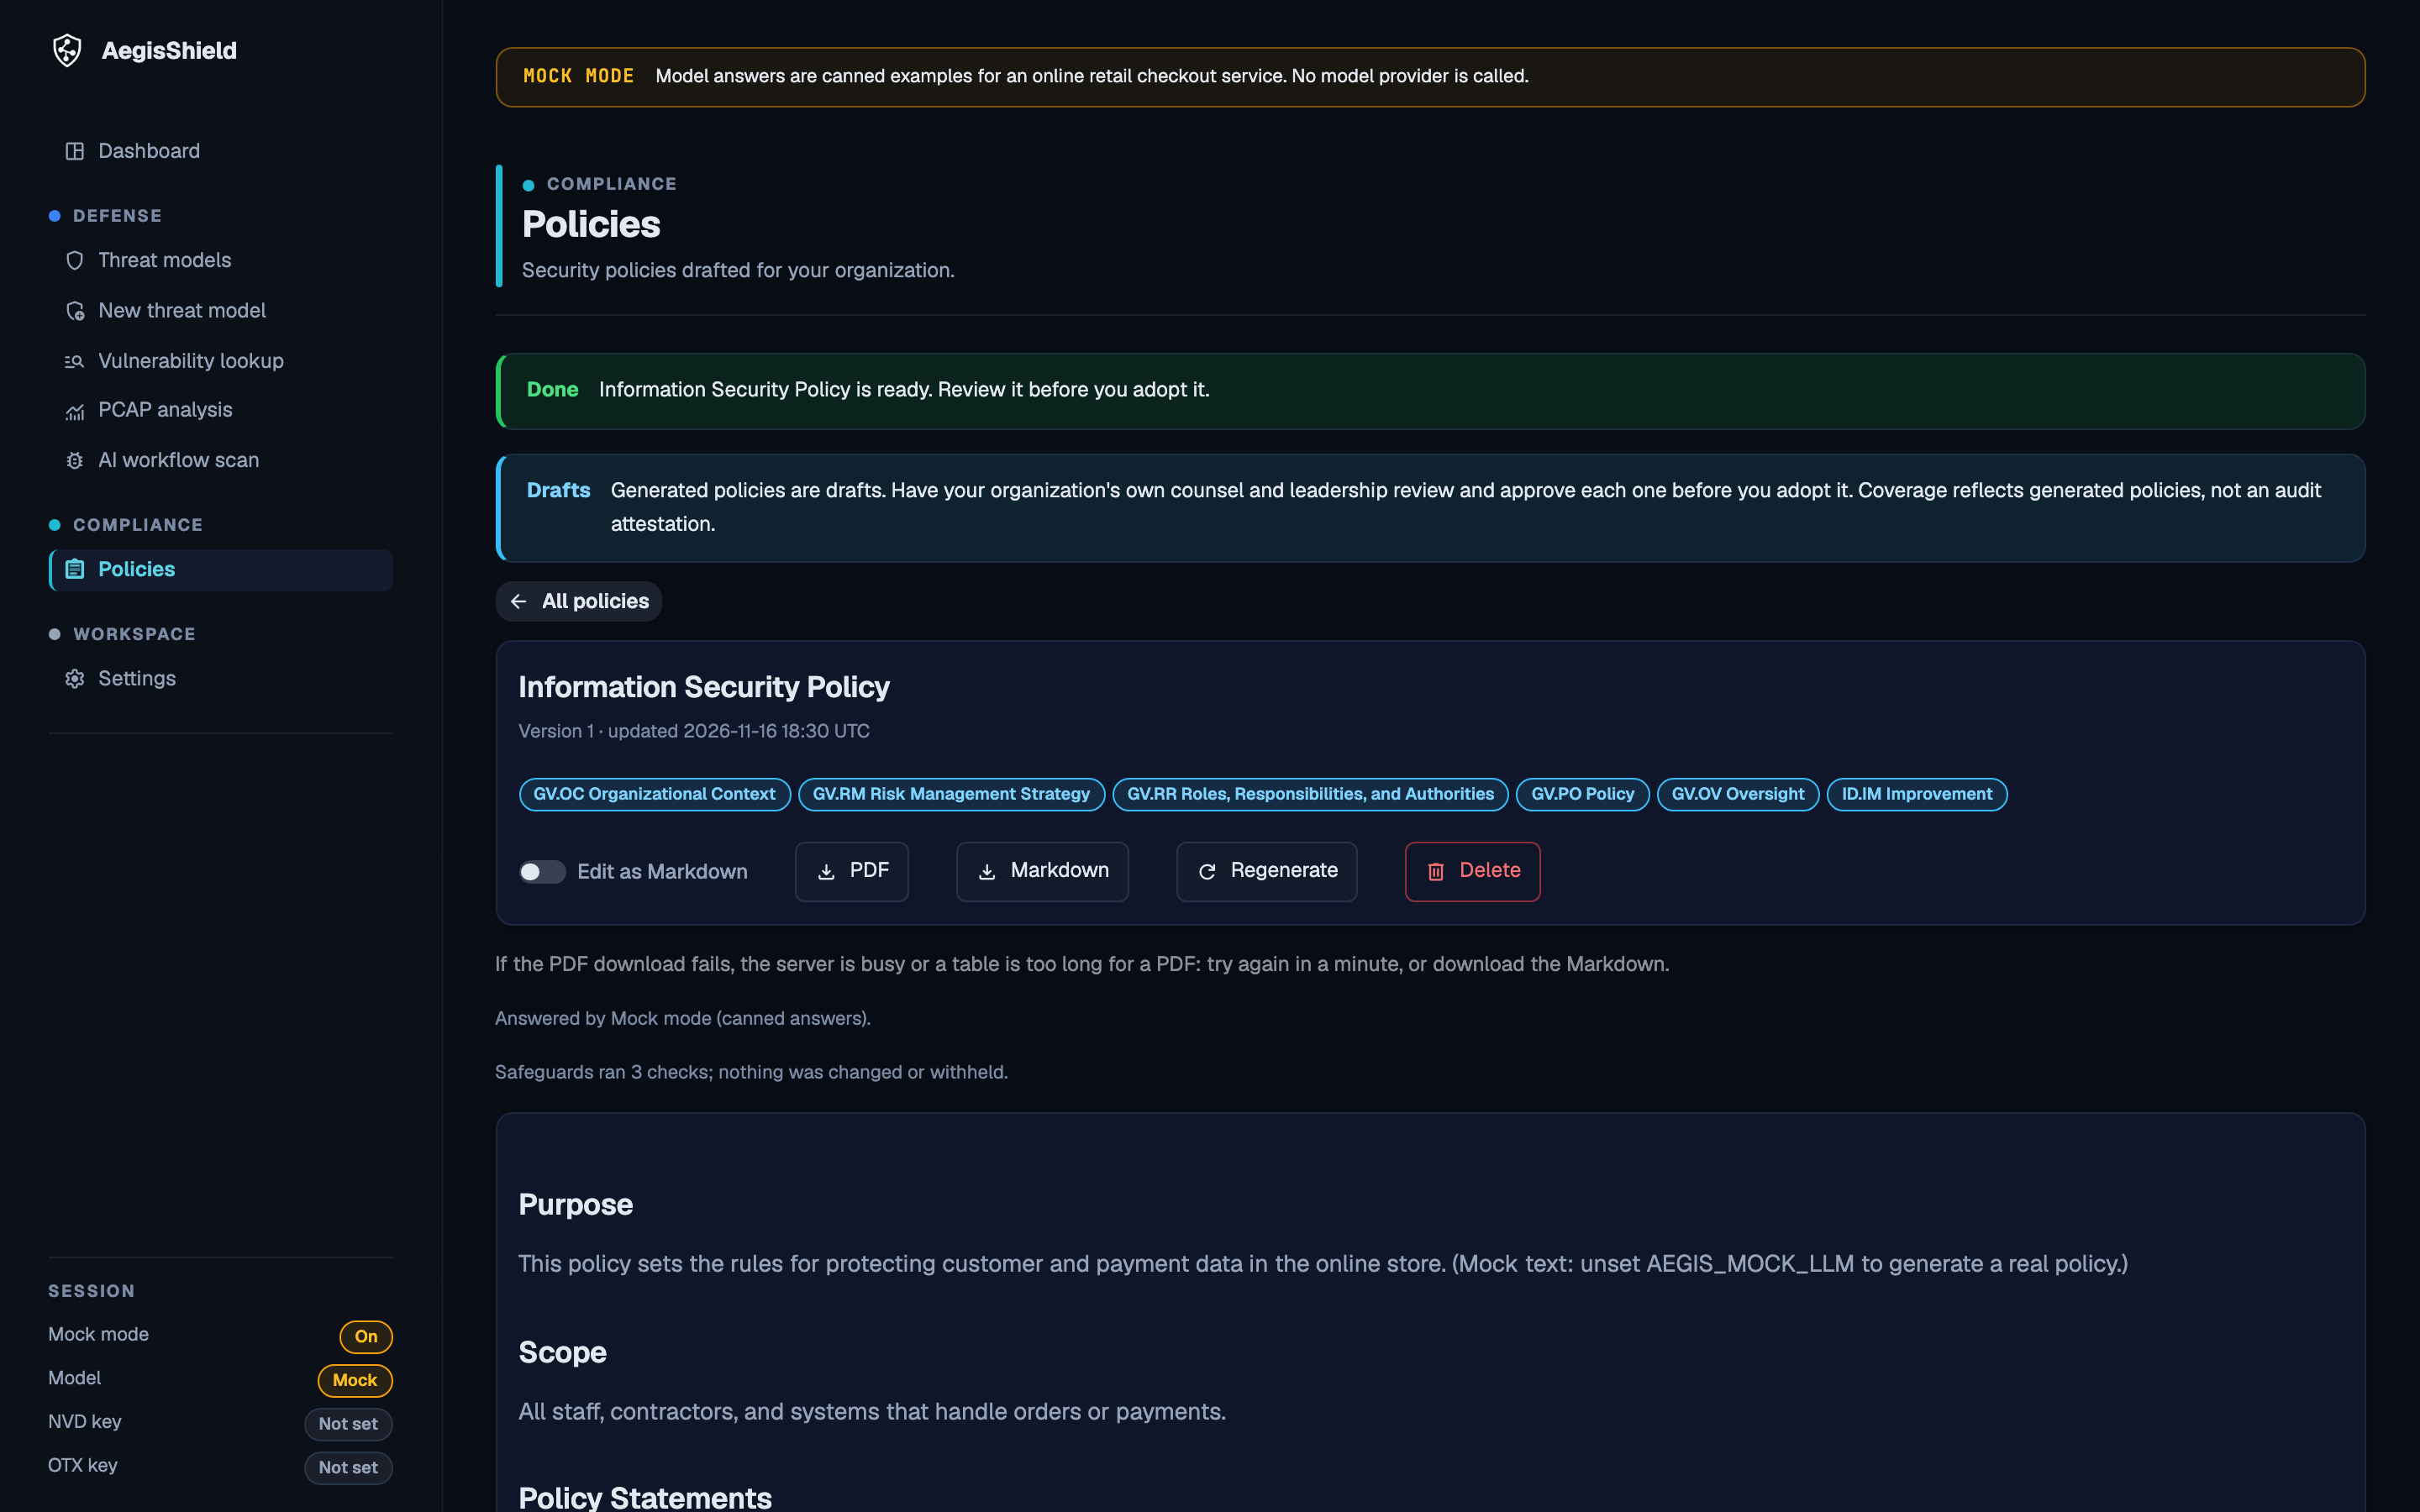 AegisShield
Dashboard
DEFENSE
Threat models
New threat model
Vulnerability lookup
PCAP analysis
AI workflow scan
COMPLIANCE
Policies
WORKSPACE
Settings
SESSION
Mock mode On
Model Mock
NVD key Not set
OTX key Not set
MOCK MODE Model answers are canned examples for an online retail checkout service. No model provider is called.
COMPLIANCE
Policies
Security policies drafted for your organization.
Done Information Security Policy is ready. Review it before you adopt it.
Drafts Generated policies are drafts. Have your organization's own counsel and leadership review and approve each one before you adopt it. Coverage reflects generated policies, not an audit
attestation.
All policies
Information Security Policy
Version 1 · updated 2026-11-16 18:30 UTC
GV.OC Organizational Context GV.RM Risk Management Strategy GV.RR Roles, Responsibilities, and Authorities GV.PO Policy GV.OV Oversight ID.IM Improvement
Edit as Markdown PDF Markdown Regenerate Delete
If the PDF download fails, the server is busy or a table is too long for a PDF: try again in a minute, or download the Markdown.
Answered by Mock mode (canned answers).
Safeguards ran 3 checks; nothing was changed or withheld.
Purpose
This policy sets the rules for protecting customer and payment data in the online store. (Mock text: unset AEGIS_MOCK_LLM to generate a real policy.)
Scope
All staff, contractors, and systems that handle orders or payments.
Policy Statements